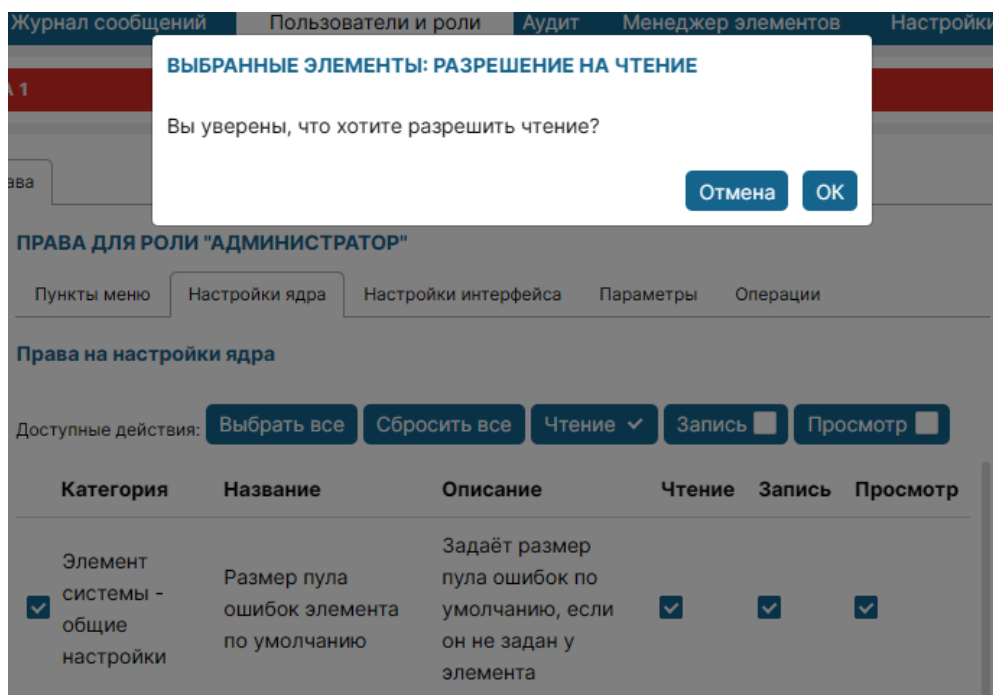 Журнал сообщений Пользователи и роли Аудит Менеджер элементов Настройки
ВЫБРАННЫЕ ЭЛЕМЕНТЫ: РАЗРЕШЕНИЕ НА ЧТЕНИЕ
1
Вы уверены, что хотите разрешить чтение?
Отмена ОК
ПРАВА ДЛЯ РОЛИ "АДМИНИСТРАТОР"
Пункты меню Настройки ядра Настройки интерфейса Параметры Операции
Права на настройки ядра
Доступные действия: Выбрать все Сбросить все Чтение Запись Просмотр
Категория Название Описание Чтение Запись Просмотр
Элемент
системы -
общие
настройки
Размер пула
ошибок элемента
по умолчанию
Задаёт размер
пула ошибок по
умолчанию, если
он не задан у
элемента